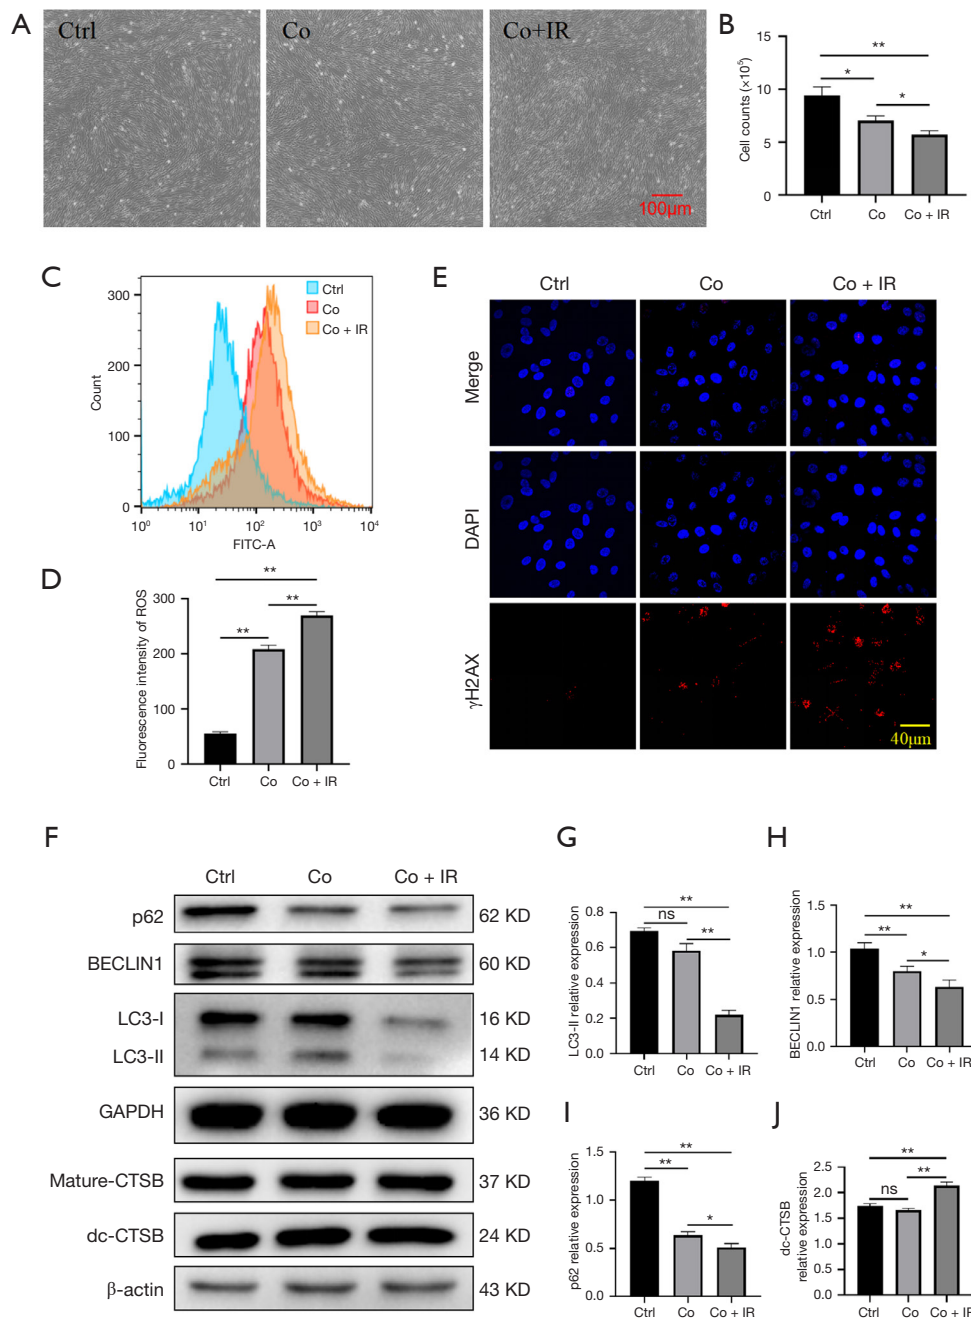 A
Ctrl
Co
Co+IR
100μm
B
15
10
5
0
Cell counts (×10⁵)
**
*
*
Ctrl
Co
Co + IR
C
300
200
100
0
Count
Ctrl
Co
Co + IR
10⁰
10¹
10²
10³
10⁴
FITC-A
D
300
200
100
0
Fluorescence intensity of ROS
**
**
**
Ctrl
Co
Co + IR
E
Ctrl
Co
Co + IR
Merge
DAPI
γH2AX
40μm
F
Ctrl
Co
Co + IR
p62
62 KD
BECLIN1
60 KD
LC3-I
16 KD
LC3-II
14 KD
GAPDH
36 KD
Mature-CTSB
37 KD
dc-CTSB
24 KD
β-actin
43 KD
G
0.8
0.6
0.4
0.2
0.0
LC3-II relative expression
**
ns
**
Ctrl
Co
Co + IR
H
1.5
1.0
0.5
0.0
BECLIN1 relative expression
**
**
*
Ctrl
Co
Co + IR
I
1.5
1.0
0.5
0.0
p62 relative expression
**
**
*
Ctrl
Co
Co + IR
J
2.5
2.0
1.5
1.0
0.5
0.0
dc-CTSB
relative expression
**
**
ns
Ctrl
Co
Co + IR